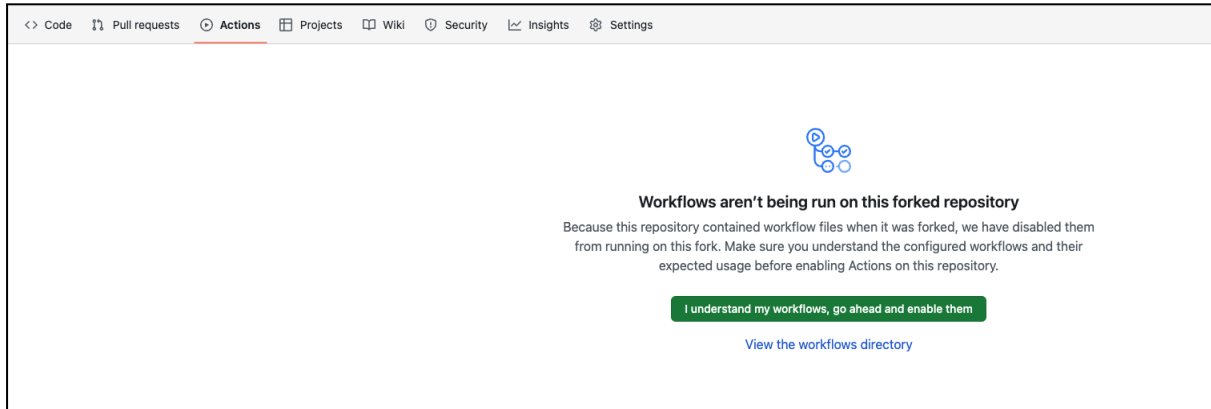 Code Pull requests Actions Projects Wiki Security Insights Settings
Workflows aren't being run on this forked repository
Because this repository contained workflow files when it was forked, we have disabled them
from running on this fork. Make sure you understand the configured workflows and their
expected usage before enabling Actions on this repository.
I understand my workflows, go ahead and enable them
View the workflows directory